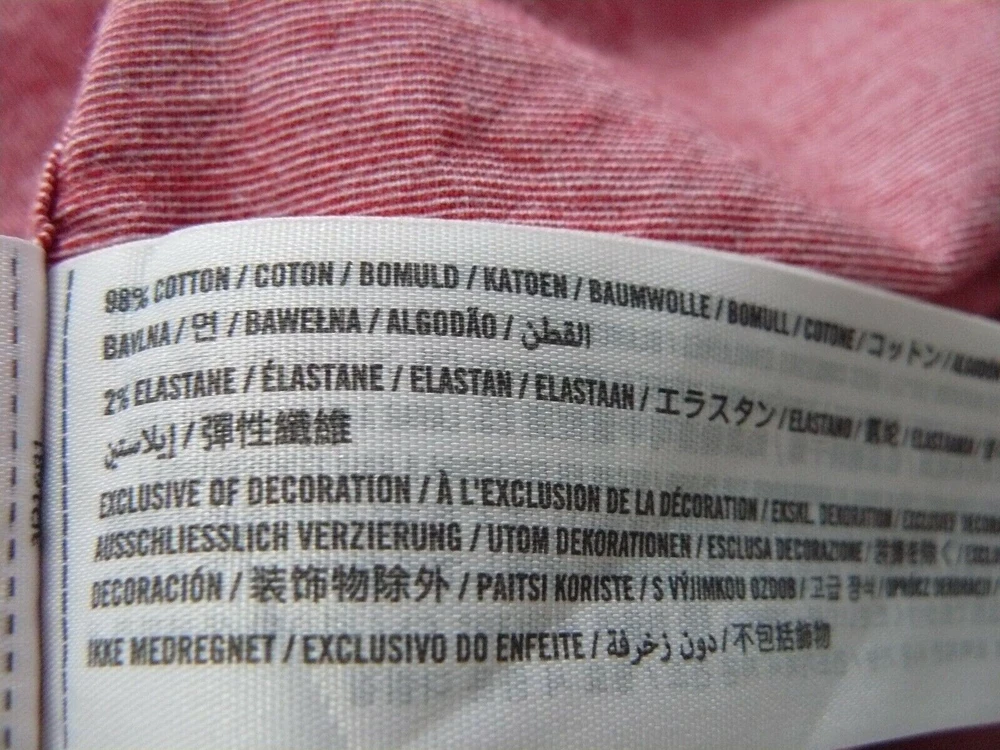 98% COTTON / COTON / BOMULD / KATOEN / BAUMWOLLE / BOMULL / COTONE / コットン /
BAVLNA / 면 / BAWEŁNA / ALGODÃO / القطن
2% ELASTANE / ÉLASTANE / ELASTAN / ELASTAAN / エラスタン / ELASTANO /
إيلاستين / 彈性纖維
EXCLUSIVE OF DECORATION / À L'EXCLUSION DE LA DÉCORATION / EKSKL. DEKORATION /
AUSSCHLIESSLICH VERZIERUNG / UTOM DEKORATIONEN / ESCLUSA DECORAZIONE /
DECORACIÓN / 装饰物除外 / PAITSI KORISTE / S VÝJIMKOU OZDOB /
IKKE MEDREGNET / EXCLUSIVO DO ENFEITE / دون زخرفة / 不包括飾物